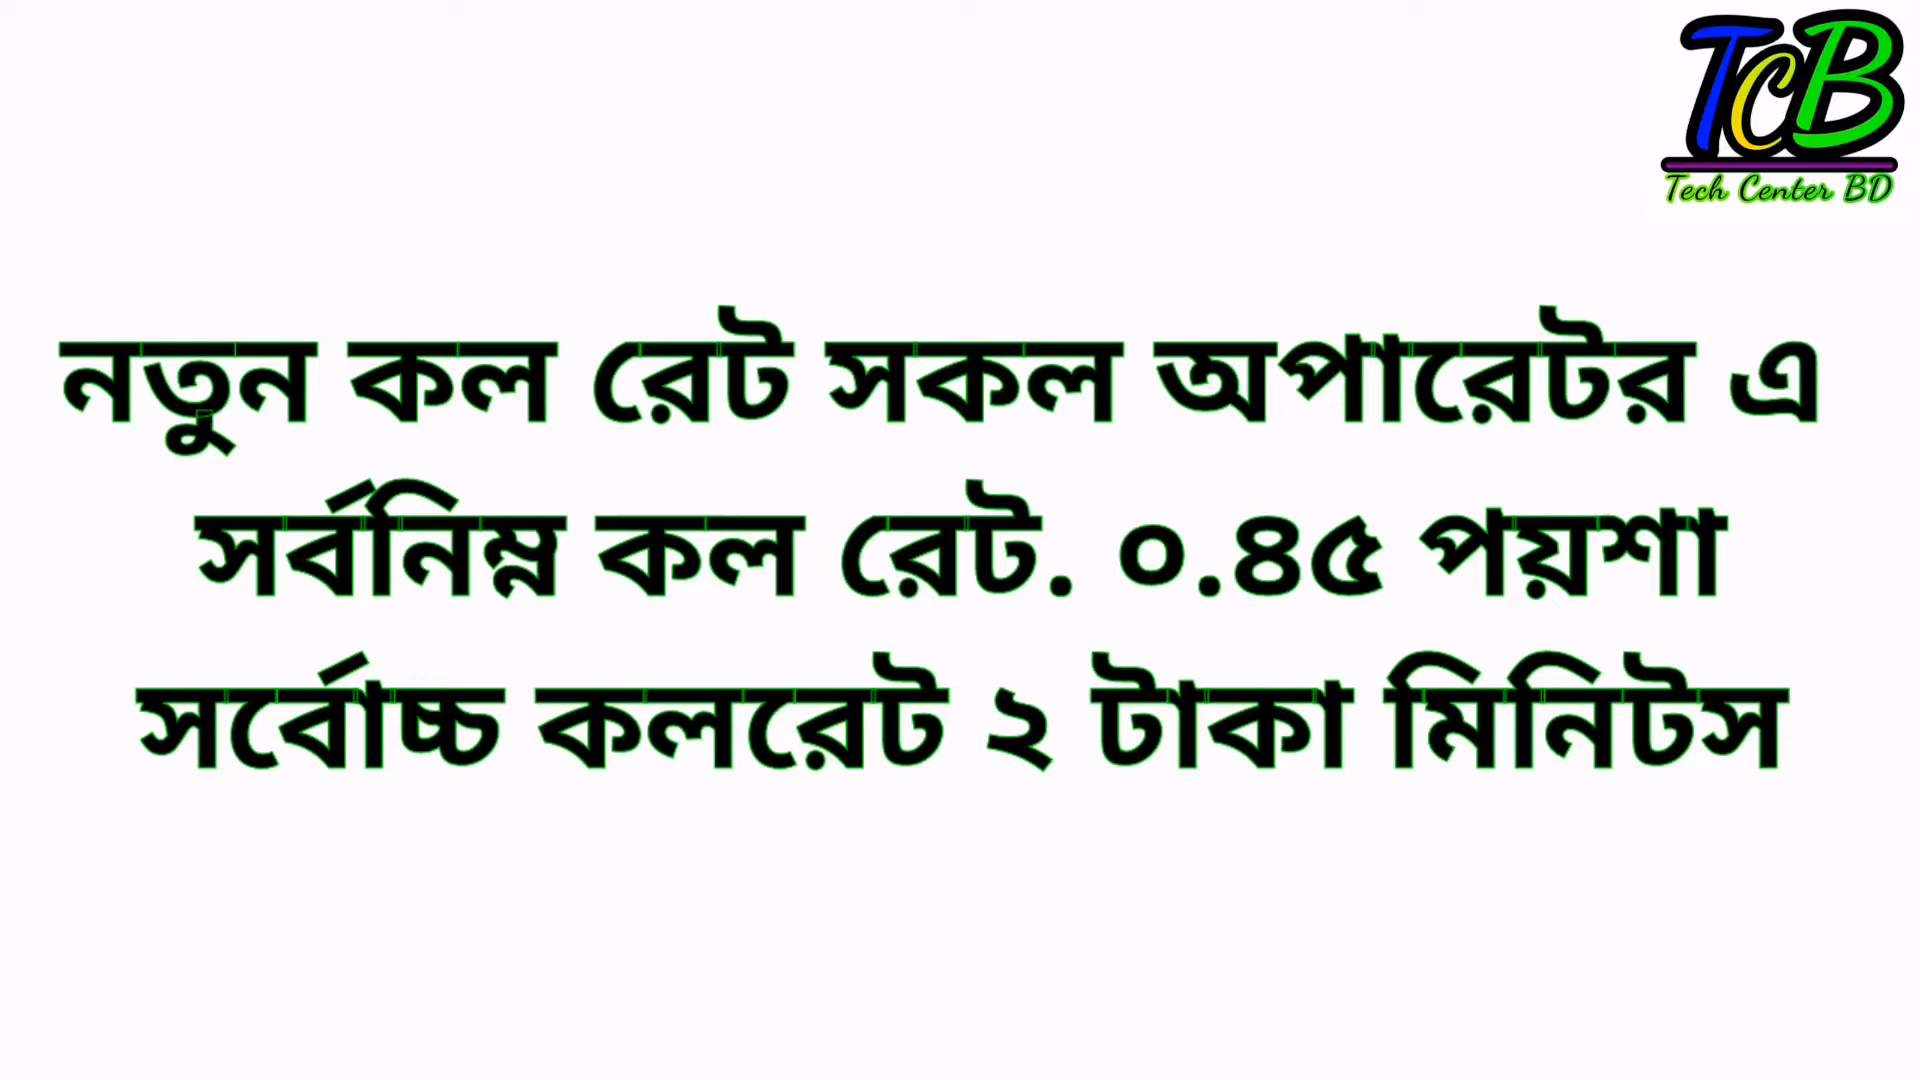 TCB
Tech Center BD
নতুন কল রেট সকল অপারেটর এ
সর্বনিম্ন কল রেট. ০.৪৫ পয়শা
সর্বোচ্চ কলরেট ২ টাকা মিনিটস